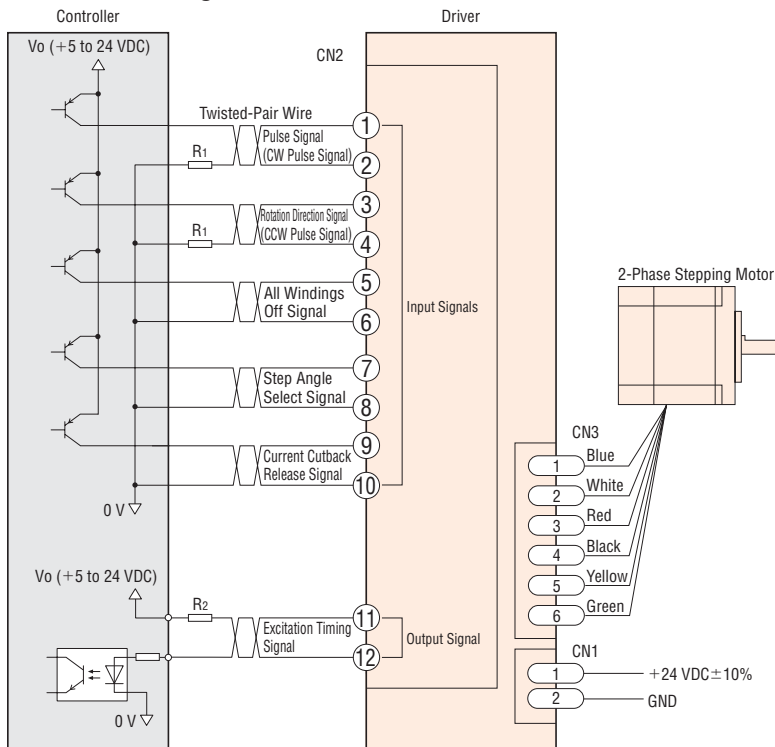 Controller
Driver
Vo (+5 to 24 VDC)
CN2
Twisted-Pair Wire
1
R1
Pulse Signal
(CW Pulse Signal)
2
3
R1
Rotation Direction Signal
(CCW Pulse Signal)
4
5
All Windings
Off Signal
6
Input Signals
7
Step Angle
Select Signal
8
9
Current Cutback
Release Signal
10
0 V
2-Phase Stepping Motor
CN3
1 Blue
2 White
3 Red
4 Black
5 Yellow
6 Green
Vo (+5 to 24 VDC)
R2
11
Excitation Timing
Signal
12
Output Signal
0 V
CN1
1 +24 VDC±10%
2 GND